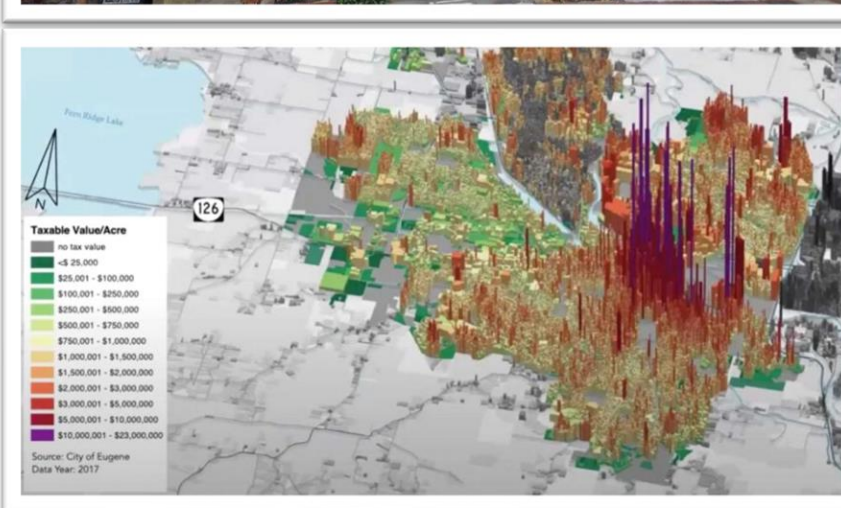 Fern Ridge Lake
126
N
Taxable Value/Acre
no tax value
<$ 25,000
$25,001 - $100,000
$100,001 - $250,000
$250,001 - $500,000
$500,001 - $750,000
$750,001 - $1,000,000
$1,000,001 - $1,500,000
$1,500,001 - $2,000,000
$2,000,001 - $3,000,000
$3,000,001 - $5,000,000
$5,000,001 - $10,000,000
$10,000,001 - $23,000,000
Source: City of Eugene
Data Year: 2017